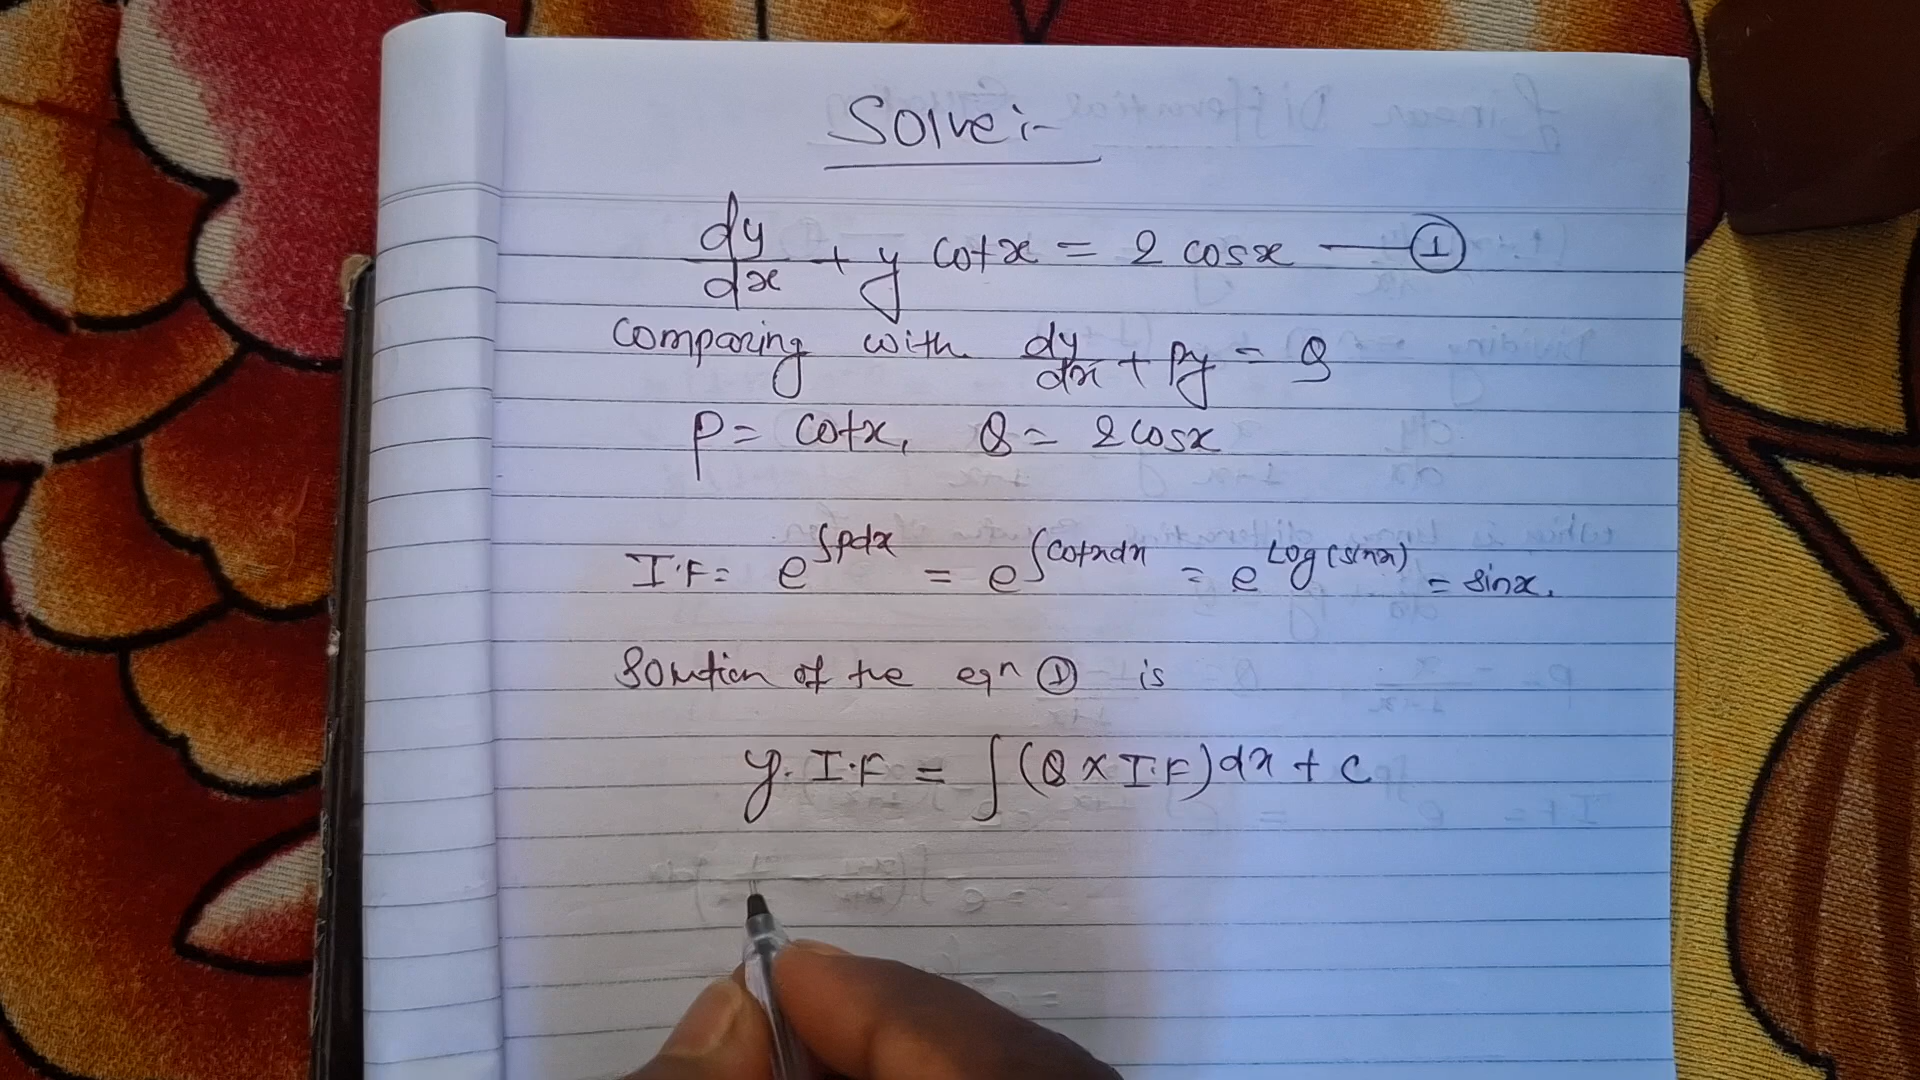 Solve:-
dy/dx + y cotx = 2 cosx —— ①
Comparing with dy/dx + Py = Q
P = cotx, Q = 2cosx
I.F = e^∫Pdx = e^∫cotxdx = e^Log(sinx) = sinx.
Solution of the eqn ① is
y. I.F = ∫(Q × I.F)dx + c